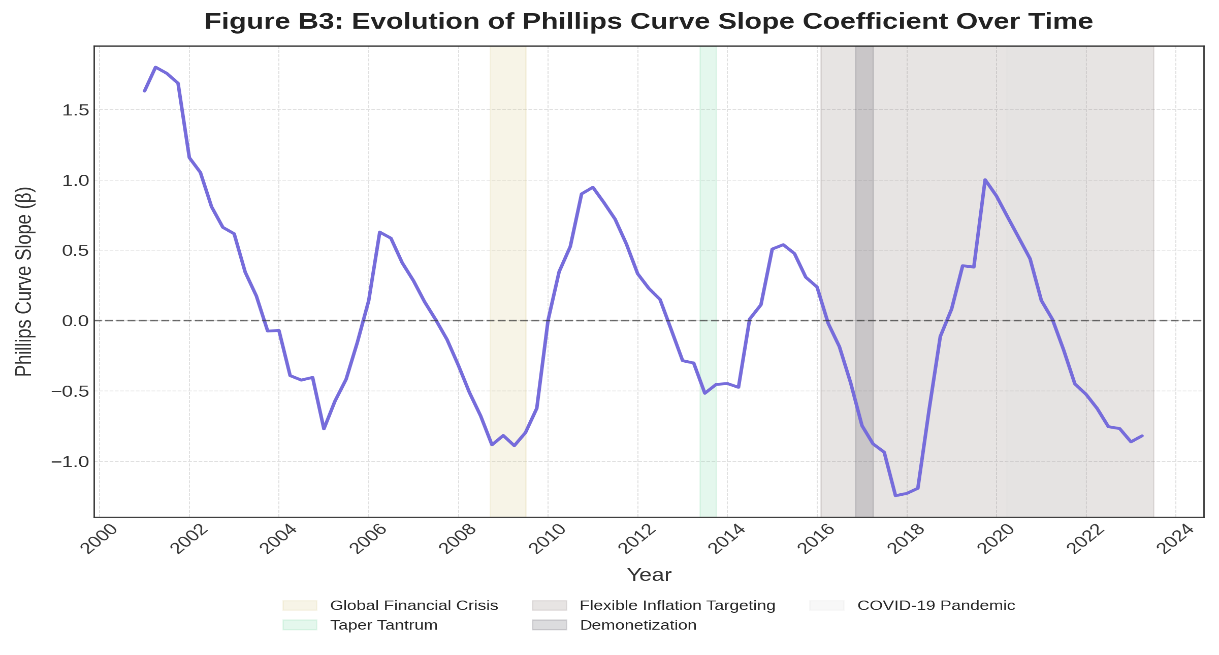 Figure B3: Evolution of Phillips Curve Slope Coefficient Over Time
Phillips Curve Slope (β)
1.5
1.0
0.5
0.0
−0.5
−1.0
2000 2002 2004 2006 2008 2010 2012 2014 2016 2018 2020 2022 2024
Year
Global Financial Crisis Flexible Inflation Targeting COVID-19 Pandemic
Taper Tantrum Demonetization